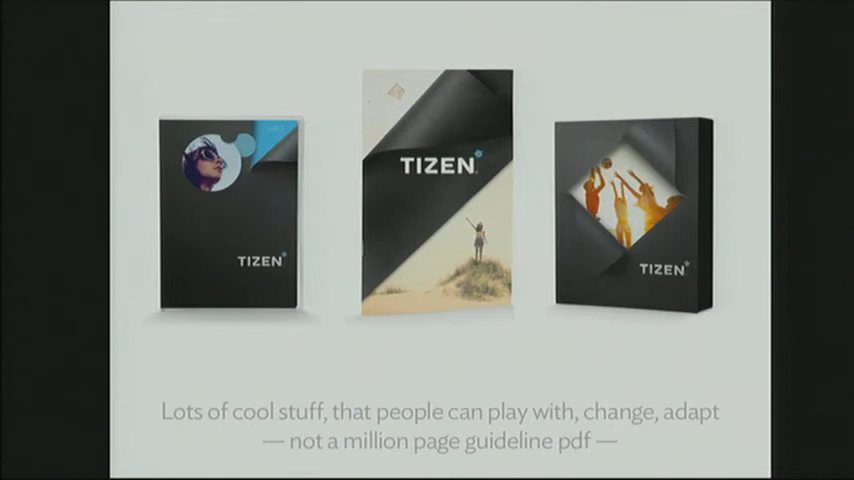 TIZEN
TIZEN
TIZEN
Lots of cool stuff, that people can play with, change, adapt
— not a million page guideline pdf —